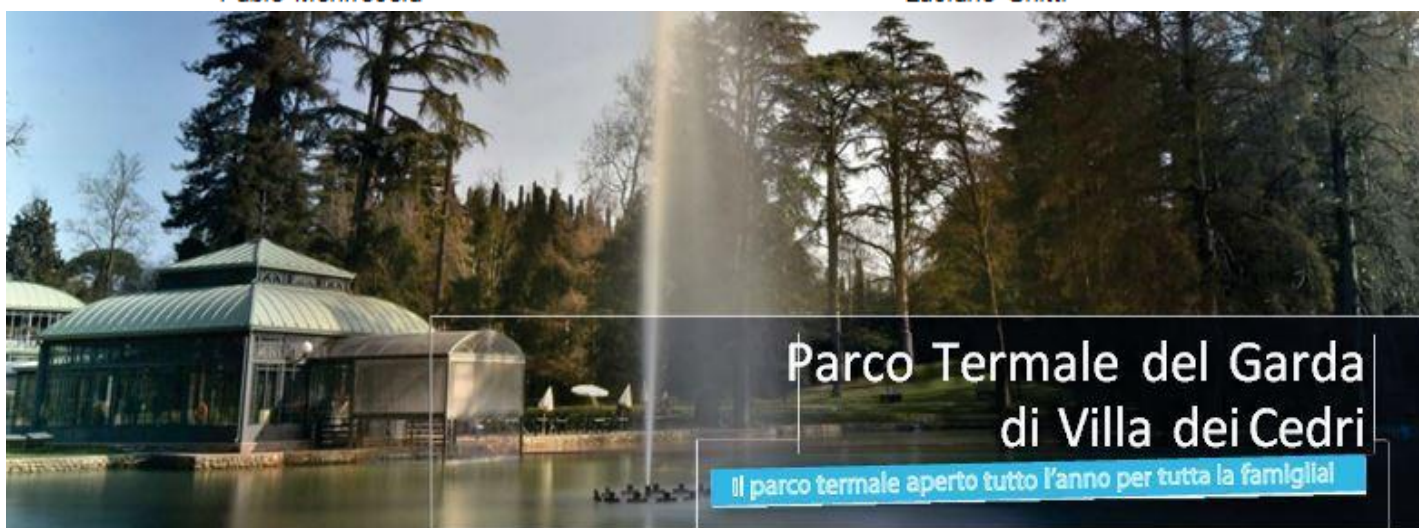 Parco Termale del Garda
di Villa dei Cedri
Il parco termale aperto tutto l'anno per tutta la famiglia!